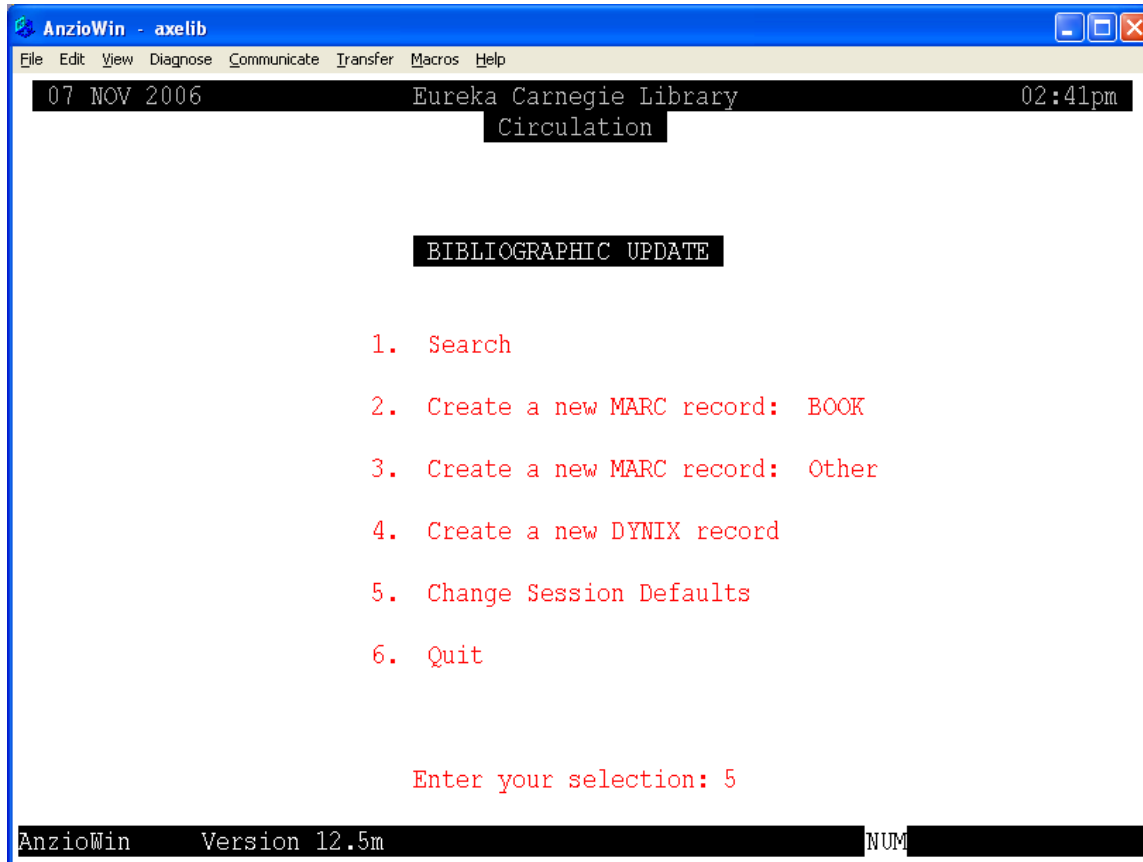 AnzioWin - axelib
File Edit View Diagnose Communicate Transfer Macros Help
07 NOV 2006 Eureka Carnegie Library 02:41pm
Circulation
BIBLIOGRAPHIC UPDATE
1. Search
2. Create a new MARC record: BOOK
3. Create a new MARC record: Other
4. Create a new DYNIX record
5. Change Session Defaults
6. Quit
Enter your selection: 5
AnzioWin Version 12.5m NUM